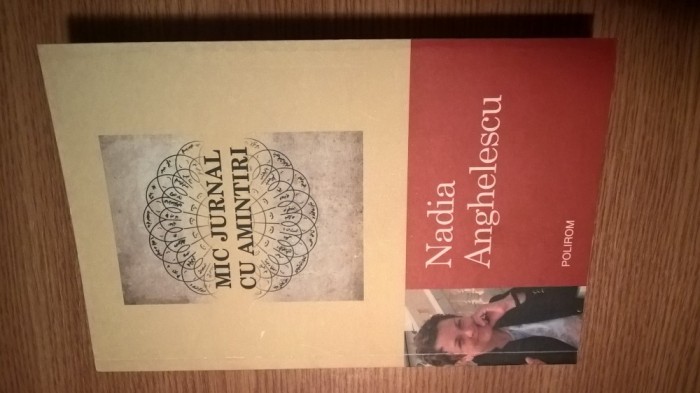 MIC JURNAL
CU AMINTIRI
Nadia
Anghelescu
POLIROM